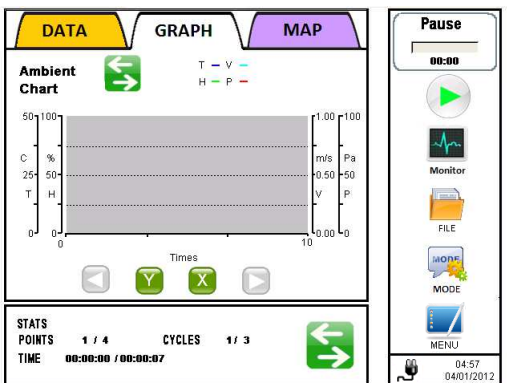 DATA GRAPH MAP
Ambient
Chart
T V
H P
50 100 1.00 100
C % m/s Pa
25 50 0.50 50
T H V P
0 0 0.00 0
0 10
Times
Y X
STATS
POINTS 1 / 4 CYCLES 1 / 3
TIME 00:00:00 / 00:00:07
Pause
00:00
Monitor
FILE
MODE
MODE
MENU
04:57
04/01/2012